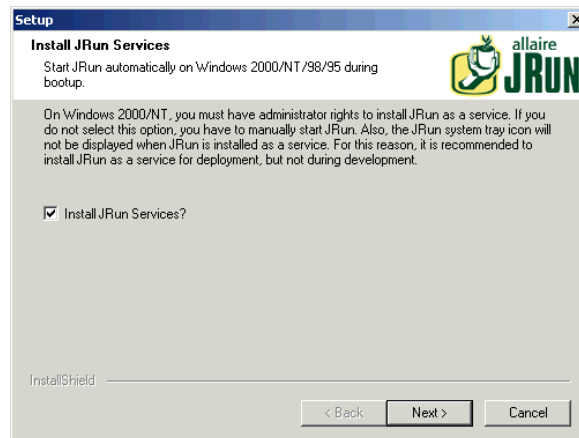 Setup
Install JRun Services
Start JRun automatically on Windows 2000/NT/98/95 during
bootup.
allaire
JRUN
On Windows 2000/NT, you must have administrator rights to install JRun as a service. If you
do not select this option, you have to manually start JRun. Also, the JRun system tray icon will
not be displayed when JRun is installed as a service. For this reason, it is recommended to
install JRun as a service for deployment, but not during development.
Install JRun Services?
InstallShield
< Back
Next >
Cancel